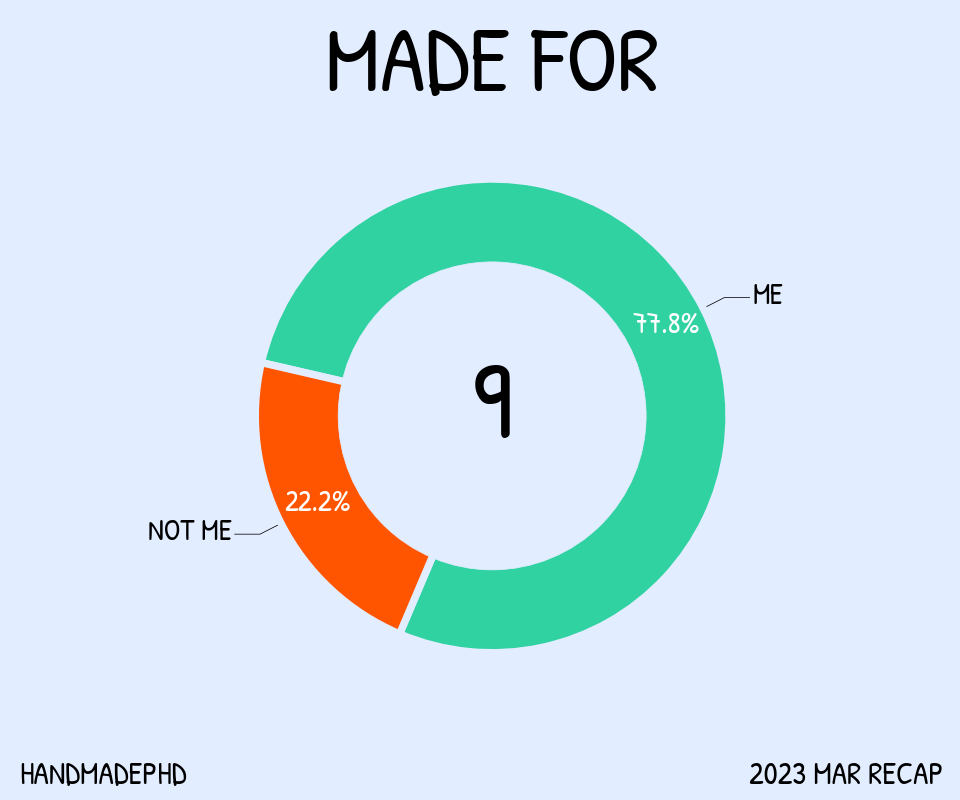 MADE FOR
ME
77.8%
9
22.2%
NOT ME
HANDMADEPHD
2023 MAR RECAP